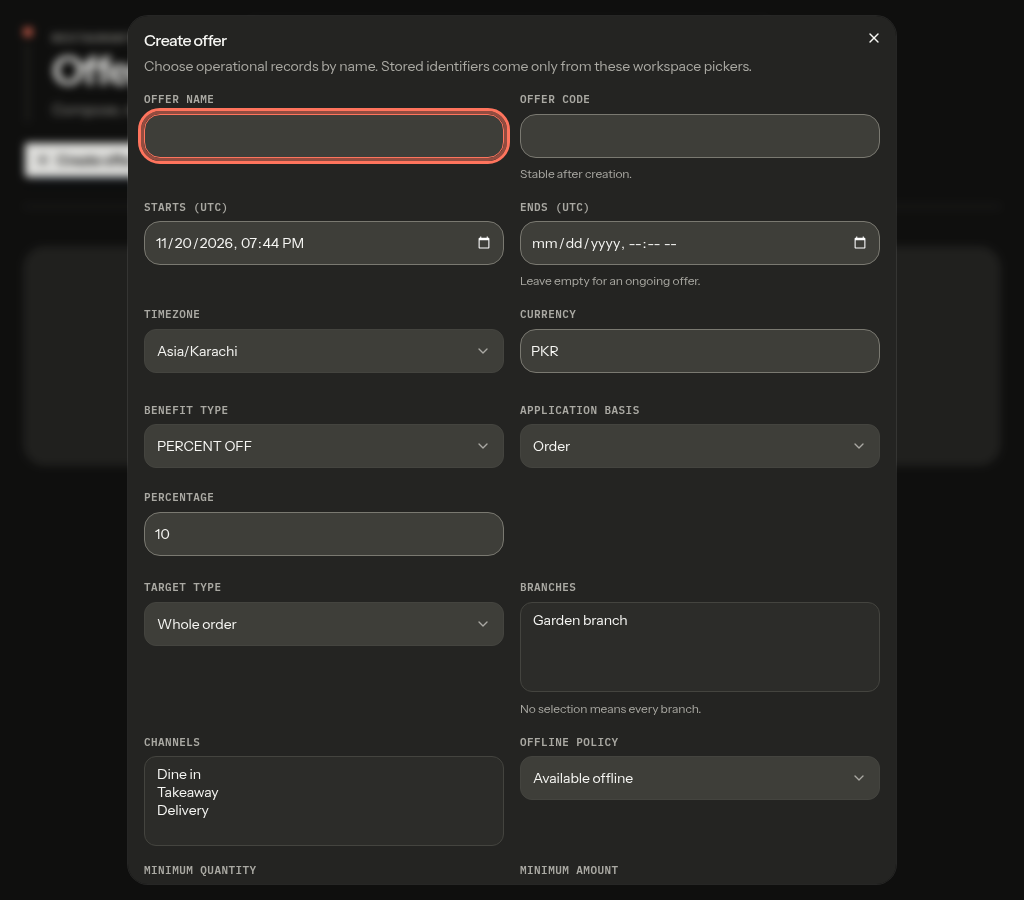 Create offer
Choose operational records by name. Stored identifiers come only from these workspace pickers.
OFFER NAME
OFFER CODE
Stable after creation.
STARTS (UTC)
ENDS (UTC)
11/20/2026, 07:44 PM
mm/dd/yyyy, --:-- --
Leave empty for an ongoing offer.
TIMEZONE
CURRENCY
Asia/Karachi
PKR
BENEFIT TYPE
APPLICATION BASIS
PERCENT OFF
Order
PERCENTAGE
10
TARGET TYPE
BRANCHES
Whole order
Garden branch
No selection means every branch.
CHANNELS
OFFLINE POLICY
Dine in
Takeaway
Delivery
Available offline
MINIMUM QUANTITY
MINIMUM AMOUNT